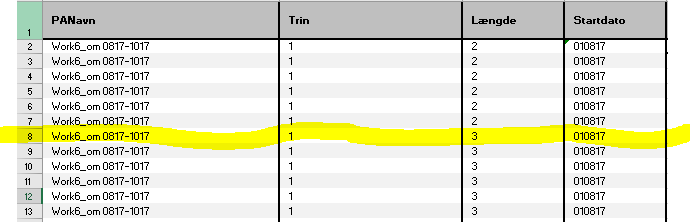 1 PANavn Trin Længde Startdato
2 Work6_om 0817-1017 1 2 010817
3 Work6_om 0817-1017 1 2 010817
4 Work6_om 0817-1017 1 2 010817
5 Work6_om 0817-1017 1 2 010817
6 Work6_om 0817-1017 1 2 010817
7 Work6_om 0817-1017 1 2 010817
8 Work6_om 0817-1017 1 3 010817
9 Work6_om 0817-1017 1 3 010817
10 Work6_om 0817-1017 1 3 010817
11 Work6_om 0817-1017 1 3 010817
12 Work6_om 0817-1017 1 3 010817
13 Work6_om 0817-1017 1 3 010817